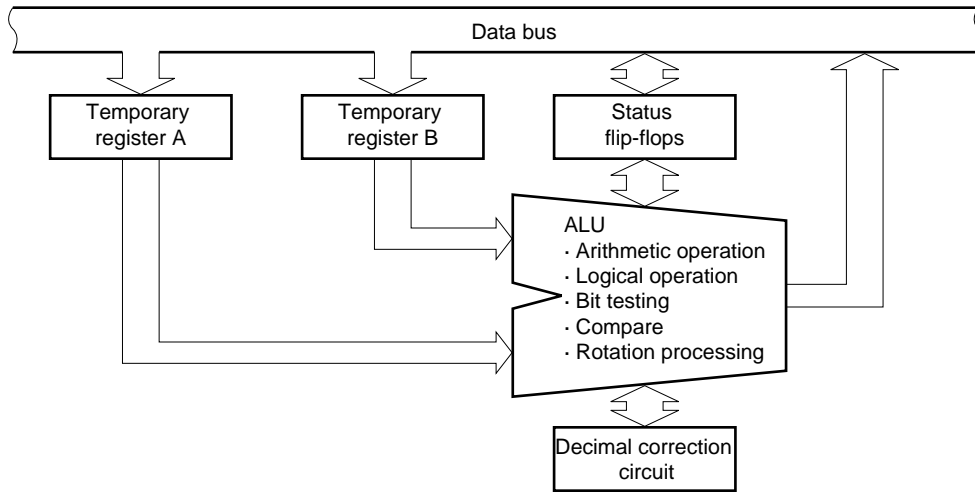 Data bus
Temporary
register A
Temporary
register B
Status
flip-flops
ALU
· Arithmetic operation
· Logical operation
· Bit testing
· Compare
· Rotation processing
Decimal correction
circuit